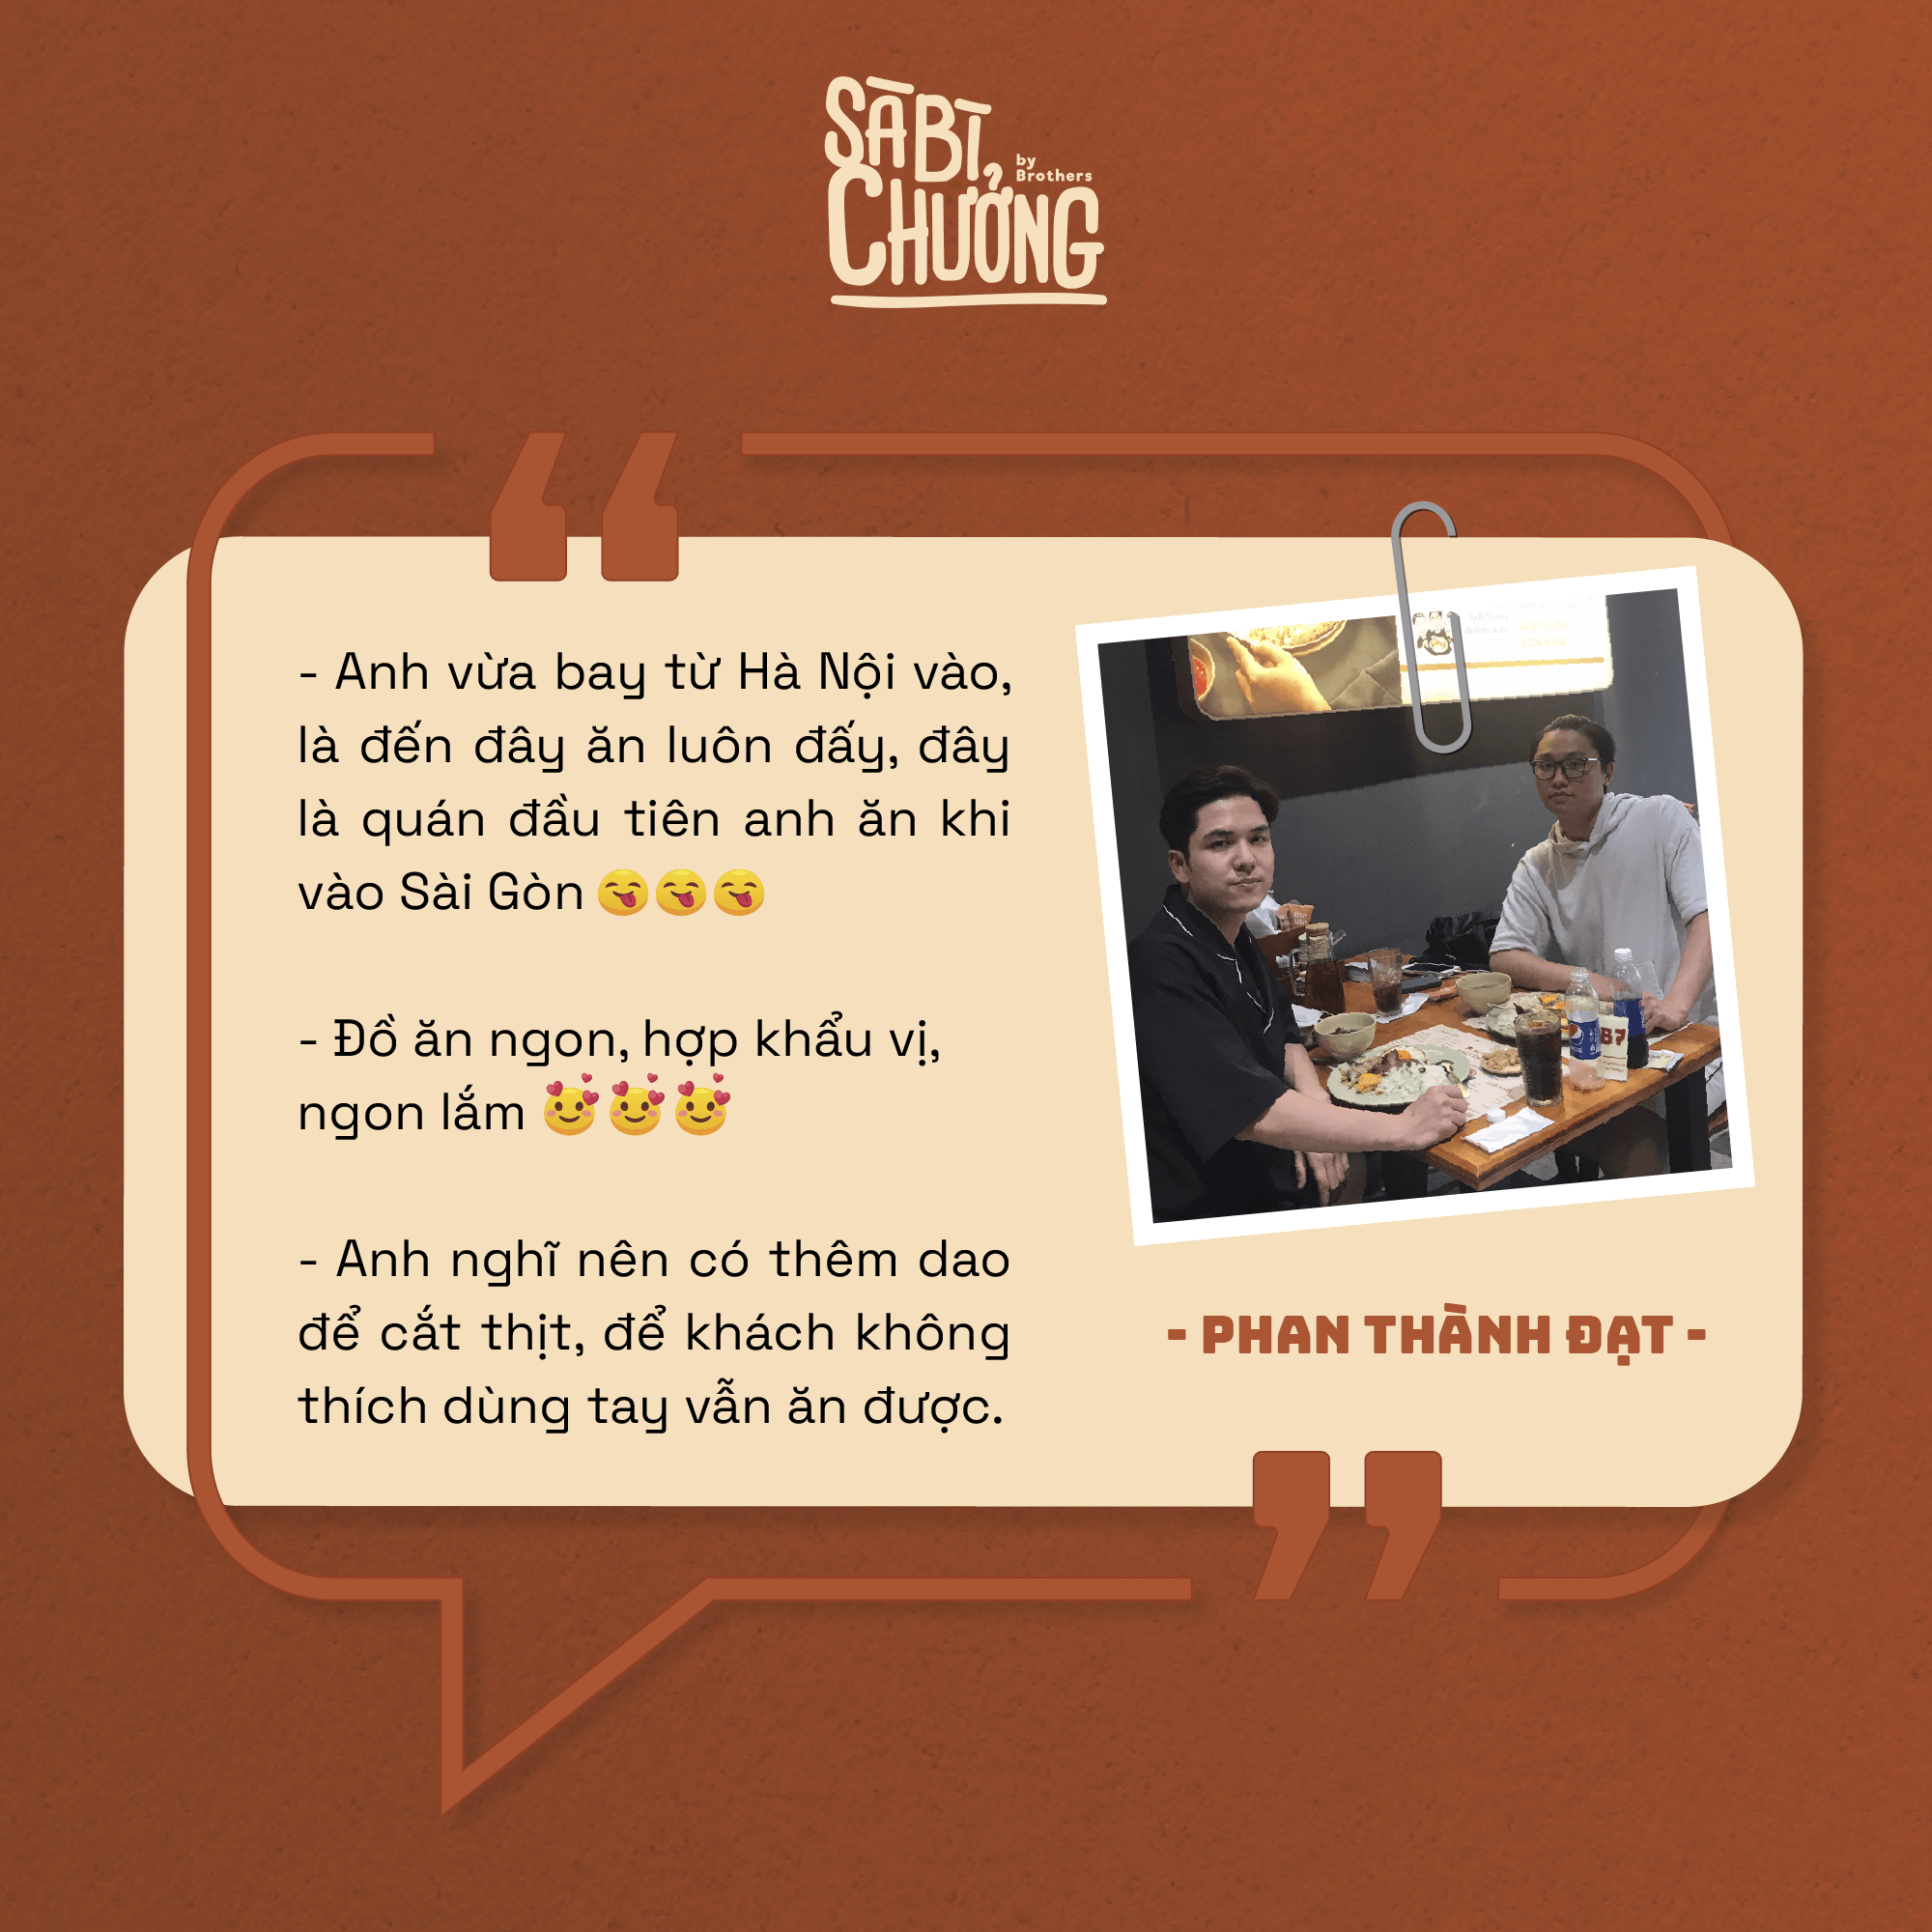 SÀ BÌ,
by
Brothers
CHƯỞNG
- Anh vừa bay từ Hà Nội vào,
là đến đây ăn luôn đấy, đây
là quán đầu tiên anh ăn khi
vào Sài Gòn 😋😋😋
- Đồ ăn ngon, hợp khẩu vị,
ngon lắm 🥰🥰🥰
- Anh nghĩ nên có thêm dao
để cắt thịt, để khách không
thích dùng tay vẫn ăn được.
B7
- PHAN THÀNH ĐẠT -